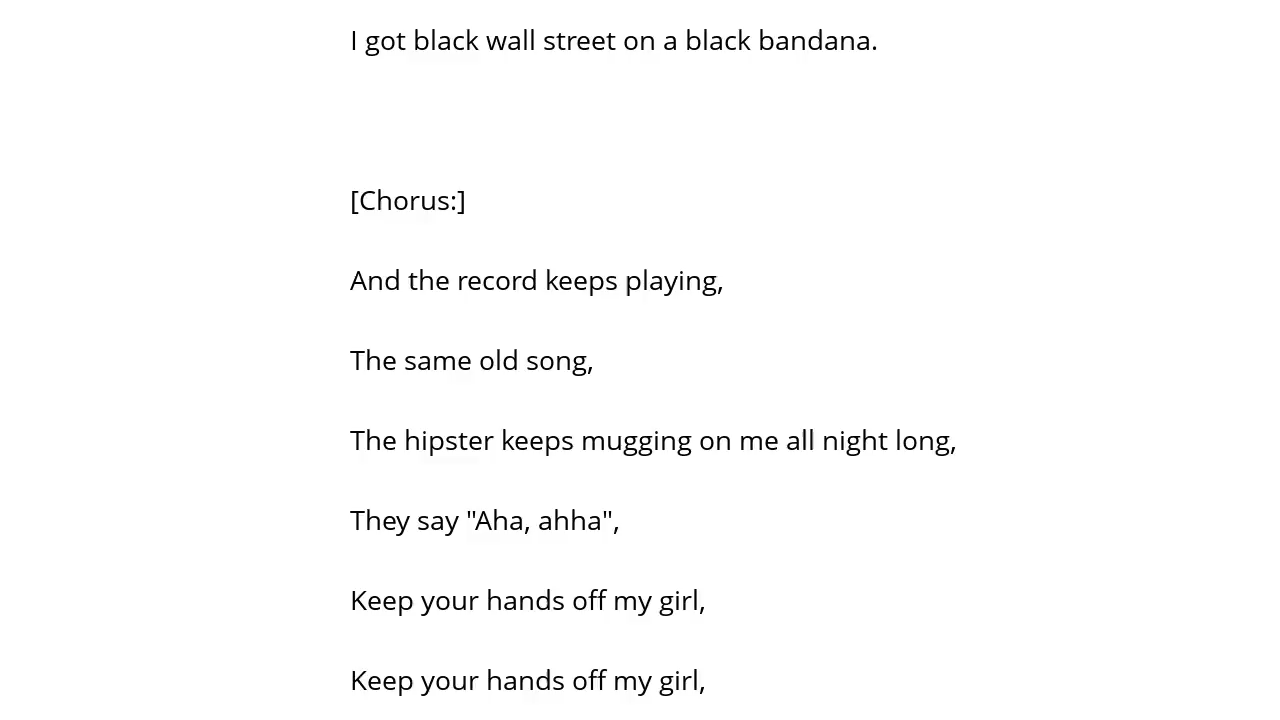 I got black wall street on a black bandana.
[Chorus:]
And the record keeps playing,
The same old song,
The hipster keeps mugging on me all night long,
They say "Aha, ahha",
Keep your hands off my girl,
Keep your hands off my girl,